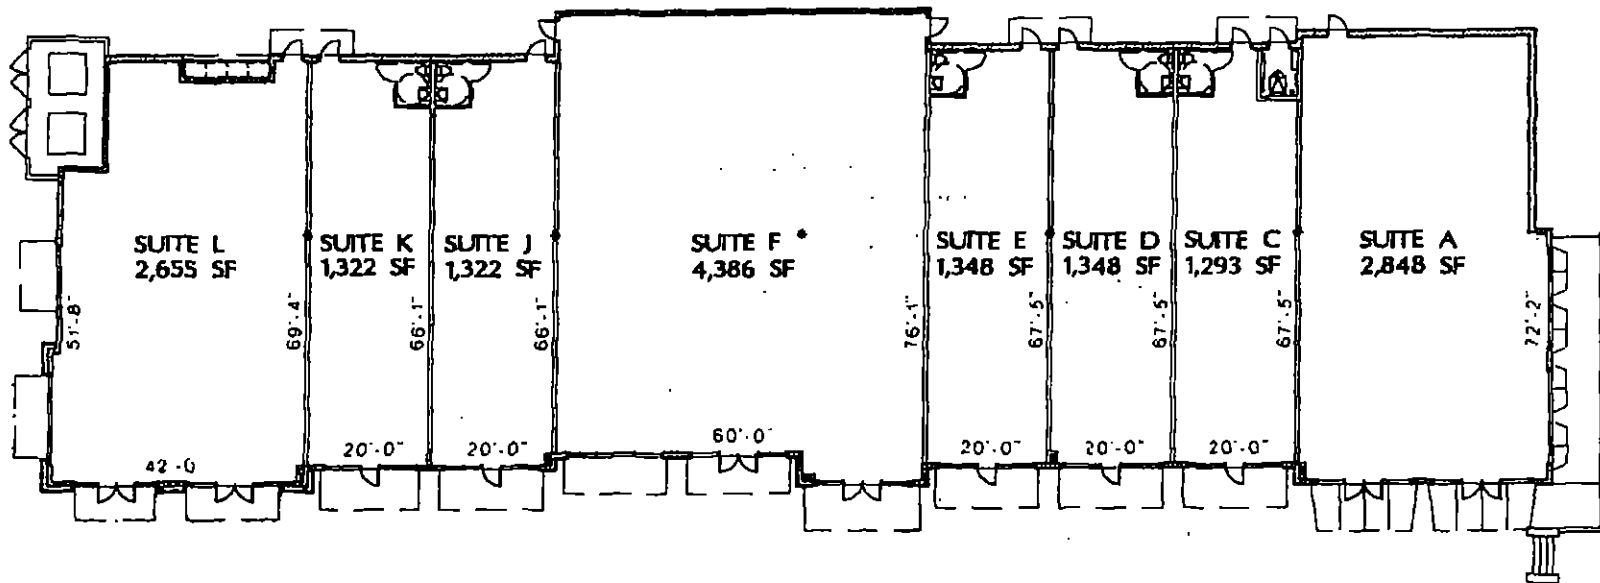 SUITE L
2,655 SF
SUITE K
1,322 SF
SUITE J
1,322 SF
SUITE F
4,386 SF
SUITE E
1,348 SF
SUITE D
1,348 SF
SUITE C
1,293 SF
SUITE A
2,848 SF
51'-8"
69'-4"
66'-1"
66'-1"
76'-1"
67'-5"
67'-5"
67'-5"
72'-2"
42'-0
20'-0"
20'-0"
60'-0
20'-0"
20'-0"
20'-0"